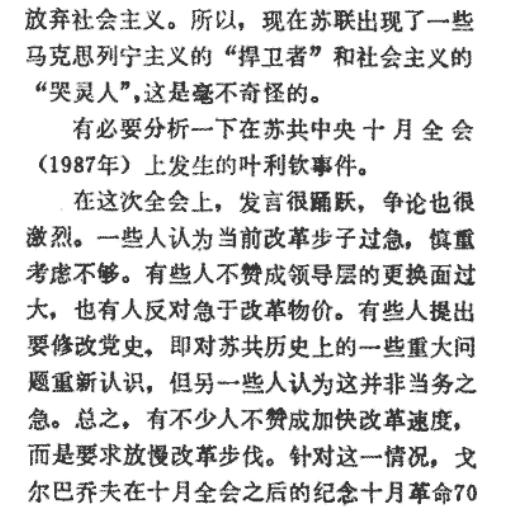 放弃社会主义。所以，现在苏联出现了一些
马克思列宁主义的“捍卫者”和社会主义的
“哭灵人”，这是毫不奇怪的。
有必要分析一下在苏共中央十月全会
（1987年）上发生的叶利钦事件。
在这次全会上，发言很踊跃，争论也很
激烈。一些人认为当前改革步子过急，慎重
考虑不够。有些人不赞成领导层的更换面过
大，也有人反对急于改革物价。有些人提出
要修改党史，即对苏共历史上的一些重大问
题重新认识，但另一些人认为这并非当务之
急。总之，有不少人不赞成加快改革速度，
而是要求放慢改革步伐。针对这一情况，戈
尔巴乔夫在十月全会之后的纪念十月革命70